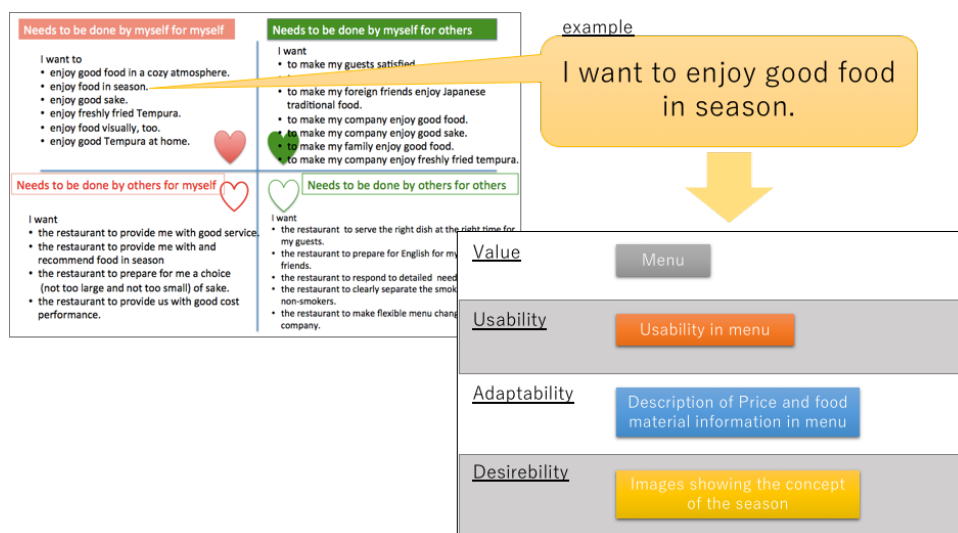 Needs to be done by myself for myself
I want to
• enjoy good food in a cozy atmosphere.
• enjoy food in season.
• enjoy good sake.
• enjoy freshly fried Tempura.
• enjoy food visually, too.
• enjoy good Tempura at home.
Needs to be done by myself for others
I want
• to make my guests satisfied
• to make my foreign friends enjoy Japanese
traditional food.
• to make my company enjoy good food.
• to make my company enjoy good sake.
• to make my family enjoy good food.
• to make my company enjoy freshly fried tempura.
Needs to be done by others for myself
I want
• the restaurant to provide me with good service.
• the restaurant to provide me with and
recommend food in season
• the restaurant to prepare for me a choice
(not too large and not too small) of sake.
• the restaurant to provide us with good cost
performance.
Needs to be done by others for others
I want
• the restaurant to serve the right dish at the right time for
my guests.
• the restaurant to prepare for English for my
friends.
• the restaurant to respond to detailed need
• the restaurant to clearly separate the smok
non-smokers.
• the restaurant to make flexible menu chang
company.
example
I want to enjoy good food
in season.
Value
Menu
Usability
Usability in menu
Adaptability
Description of Price and food
material information in menu
Desirebility
Images showing the concept
of the season